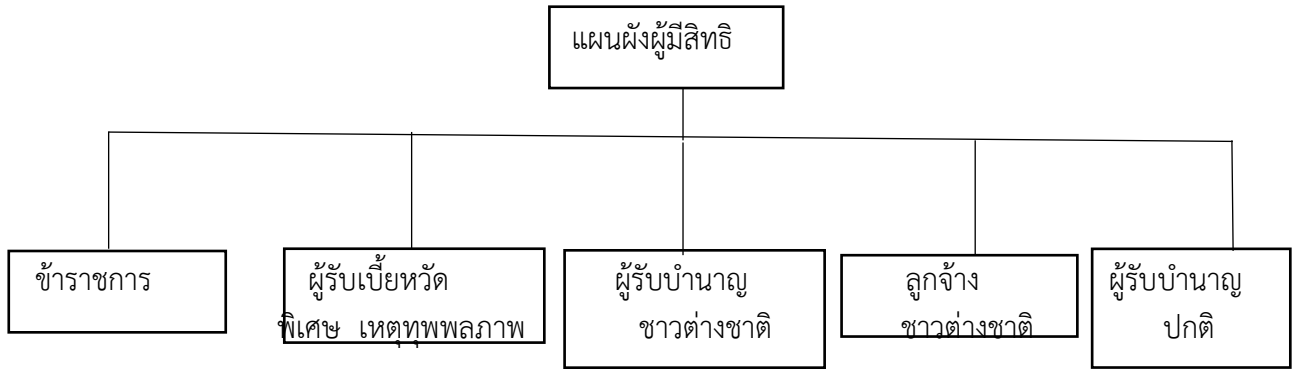 แผนผังผู้มีสิทธิ
ข้าราชการ
ผู้รับเบี้ยหวัด
พิเศษ เหตุทุพพลภาพ
ผู้รับบำนาญ
ชาวต่างชาติ
ลูกจ้าง
ชาวต่างชาติ
ผู้รับบำนาญ
ปกติ